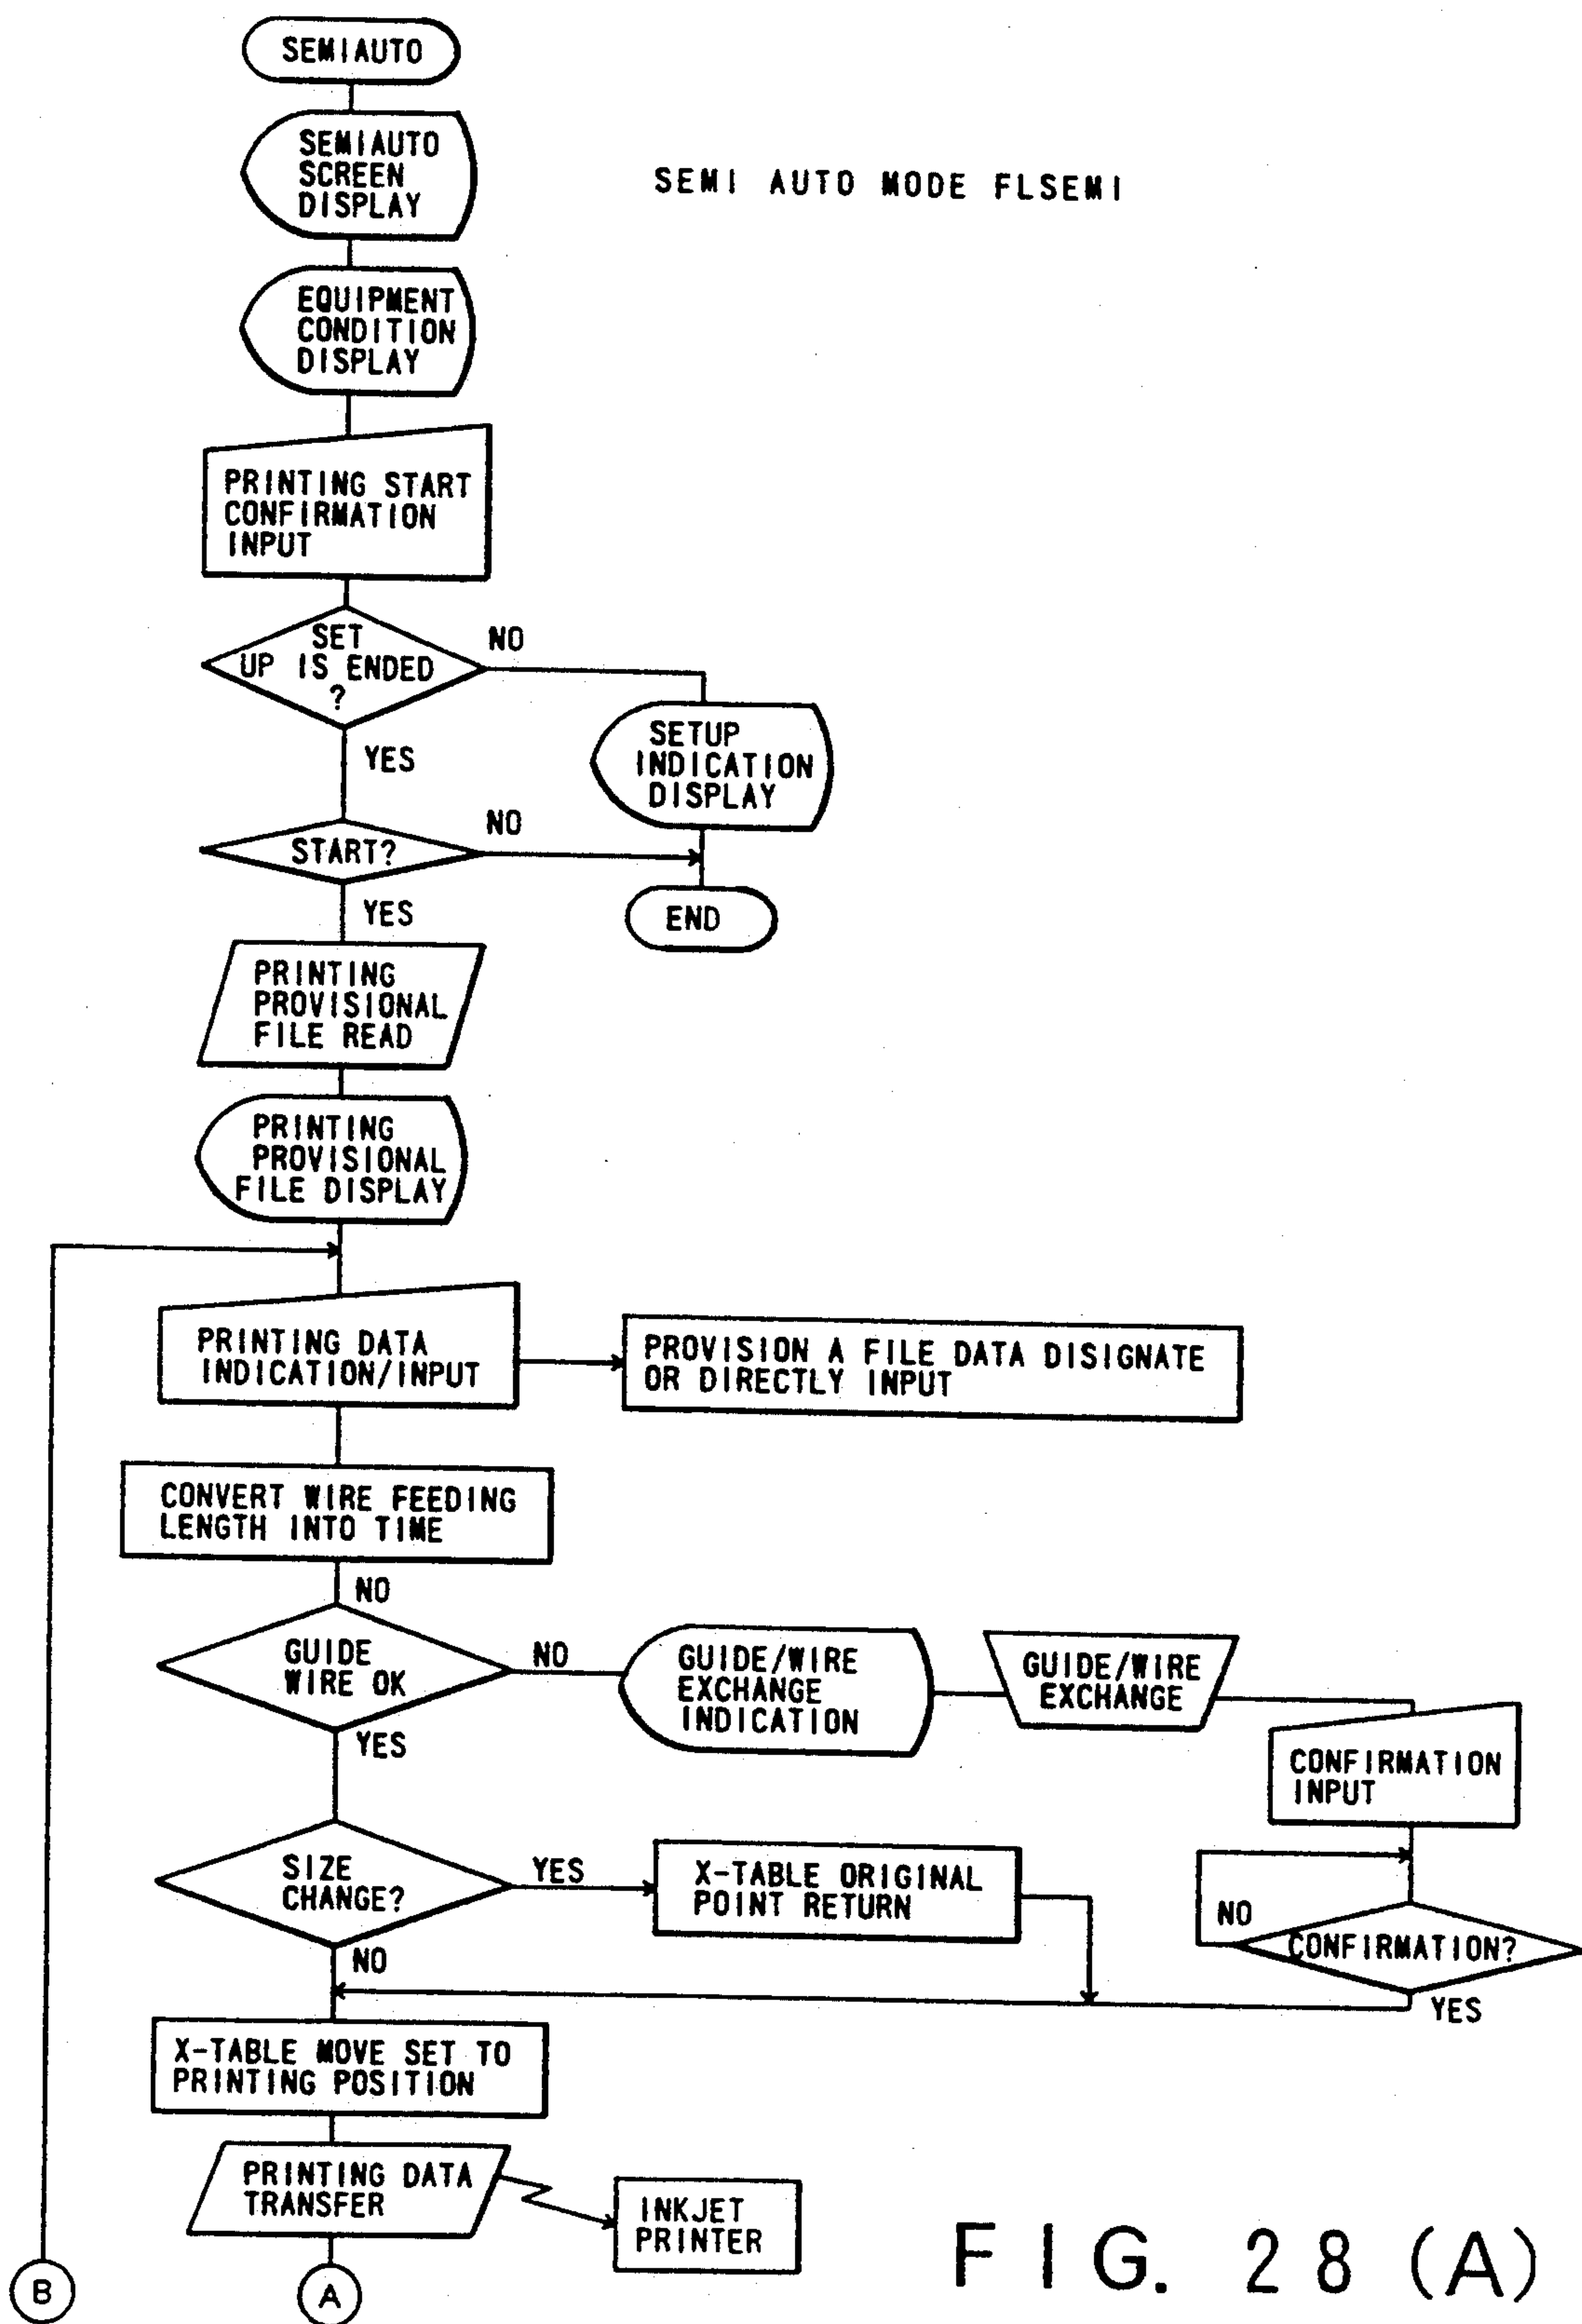 SEMIAUTO
SEMIAUTO
SCREEN
DISPLAY
SEMI AUTO MODE FLSEMI
EQUIPMENT
CONDITION
DISPLAY
PRINTING START
CONFIRMATION
INPUT
SET
UP IS ENDED
?
NO
YES
SETUP
INDICATION
DISPLAY
START?
NO
YES
END
PRINTING
PROVISIONAL
FILE READ
PRINTING
PROVISIONAL
FILE DISPLAY
PRINTING DATA
INDICATION/INPUT
PROVISION A FILE DATA DISIGNATE
OR DIRECTLY INPUT
CONVERT WIRE FEEDING
LENGTH INTO TIME
NO
GUIDE
WIRE OK
NO
YES
GUIDE/WIRE
EXCHANGE
INDICATION
GUIDE/WIRE
EXCHANGE
CONFIRMATION
INPUT
SIZE
CHANGE?
YES
NO
X-TABLE ORIGINAL
POINT RETURN
NO
CONFIRMATION?
YES
X-TABLE MOVE SET TO
PRINTING POSITION
PRINTING DATA
TRANSFER
INKJET
PRINTER
B
A
FIG. 28 (A)